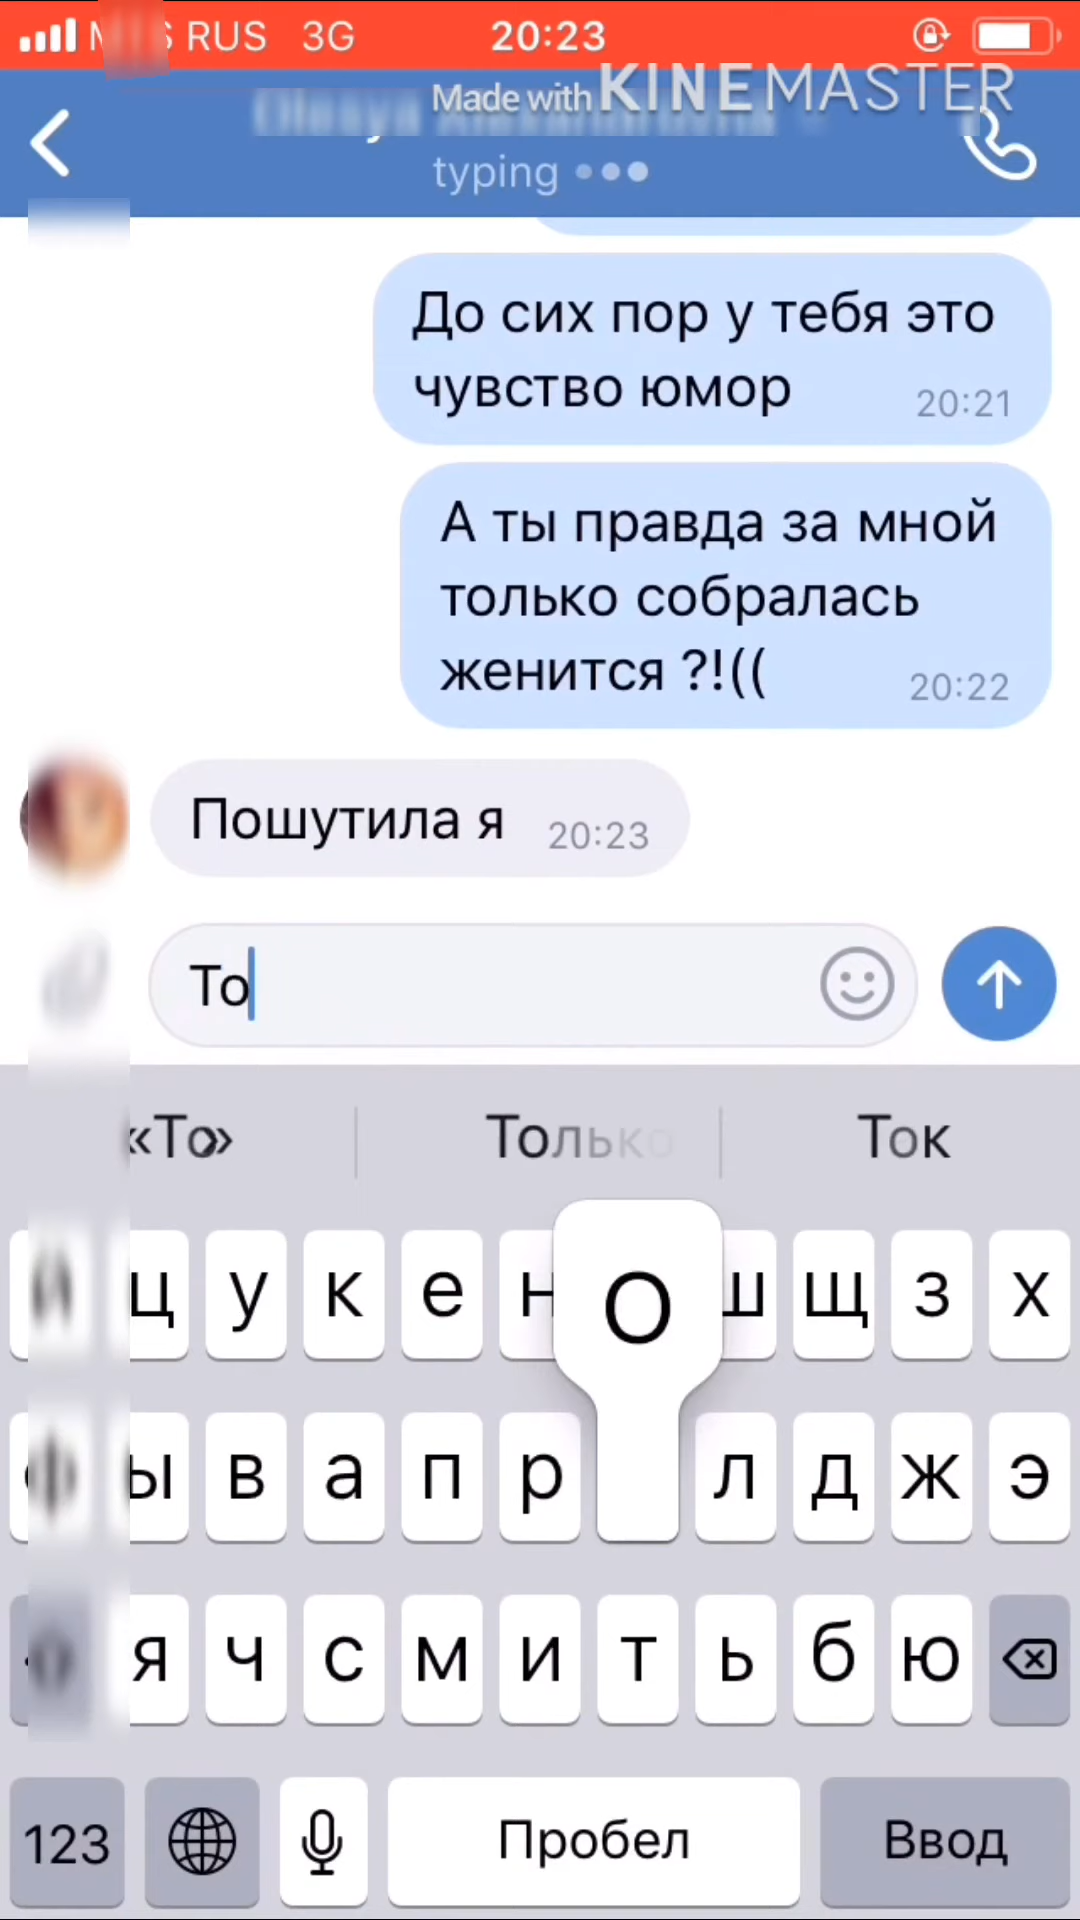 RUS 3G 20:23
Made with KINEMASTER
typing
До сих пор у тебя это
чувство юмор
20:21
А ты правда за мной
только собралась
женится ?!((
20:22
Пошутила я 20:23
То
«То» Только Ток
й ц у к е н О ш щ з х
ф ы в а п р л д ж э
я ч с м и т ь б ю
123 Пробел Ввод